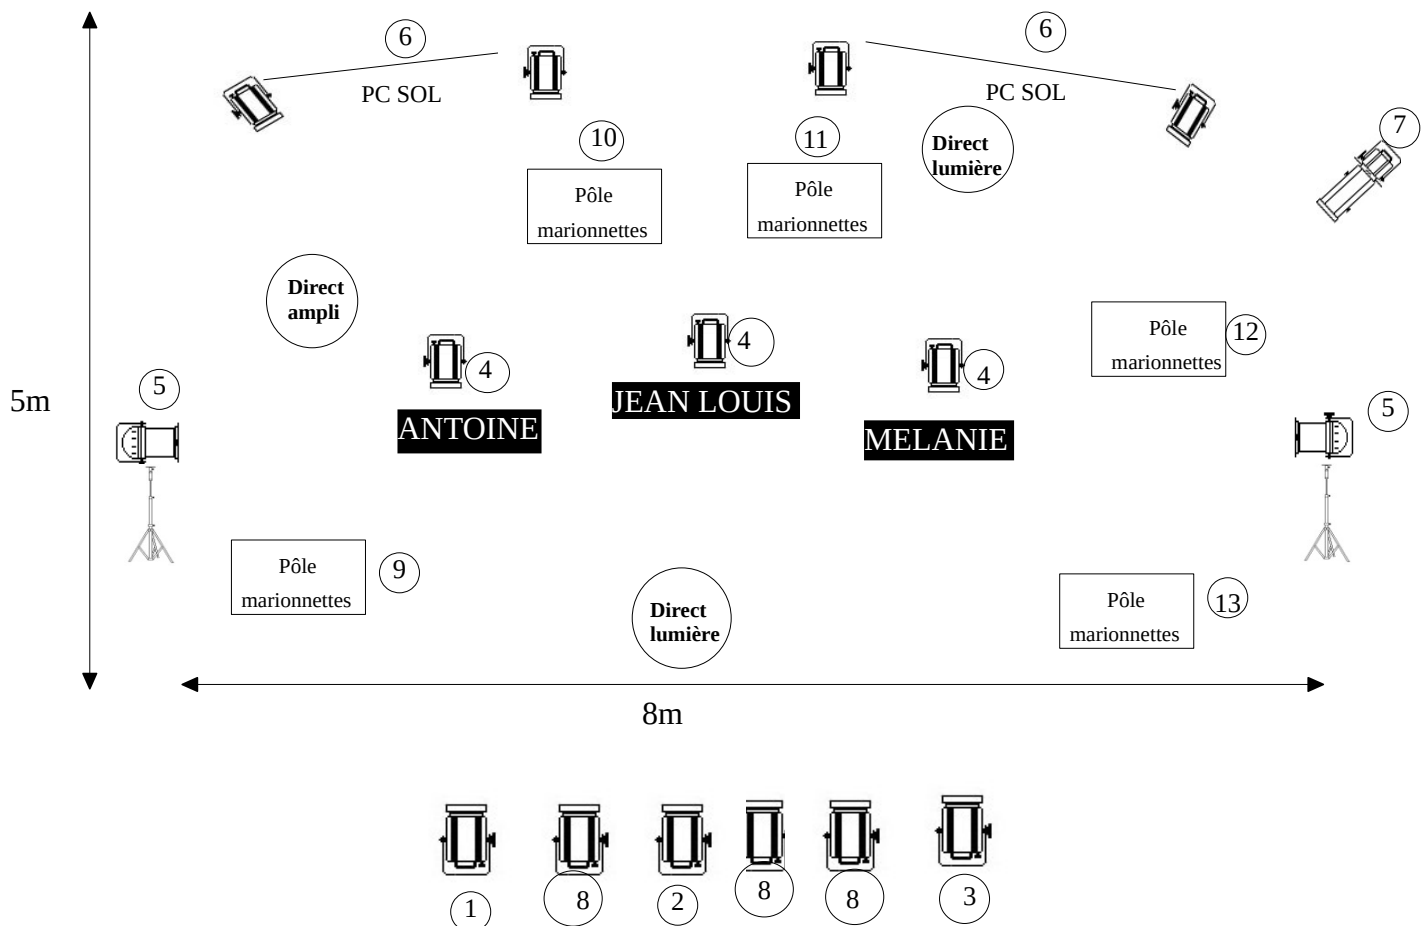 6
6
PC SOL
PC SOL
7
10
11
Direct
lumière
Pôle
marionnettes
Pôle
marionnettes
Direct
ampli
4
4
4
Pôle
marionnettes
12
5m
5
5
ANTOINE
JEAN LOUIS
MELANIE
Pôle
marionnettes
9
Direct
lumière
Pôle
marionnettes
13
8m
1
8
2
8
8
3